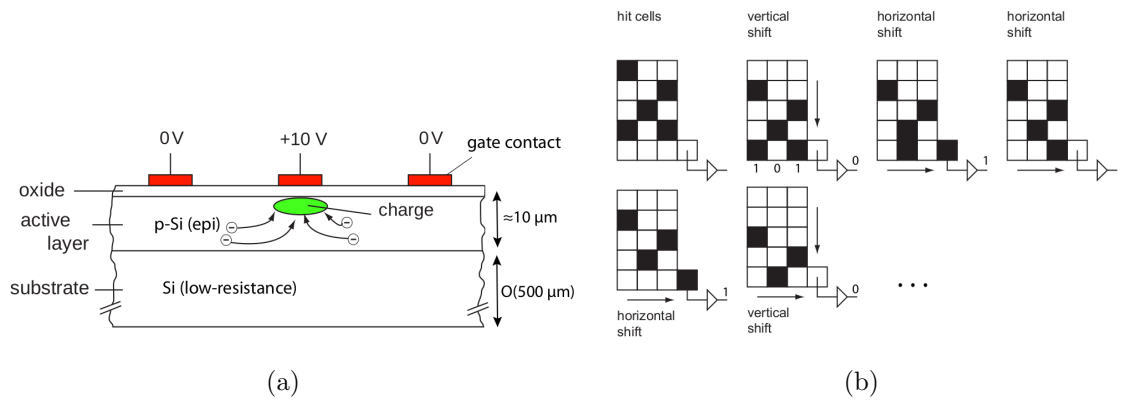 0 V
+10 V
0 V
gate contact
oxide
active
layer
p-Si (epi)
charge
≈10 μm
substrate
Si (low-resistance)
O(500 μm)
(a)
hit cells
vertical
shift
horizontal
shift
horizontal
shift
1 0 1
0
1
horizontal
shift
1
vertical
shift
0
• • •
(b)